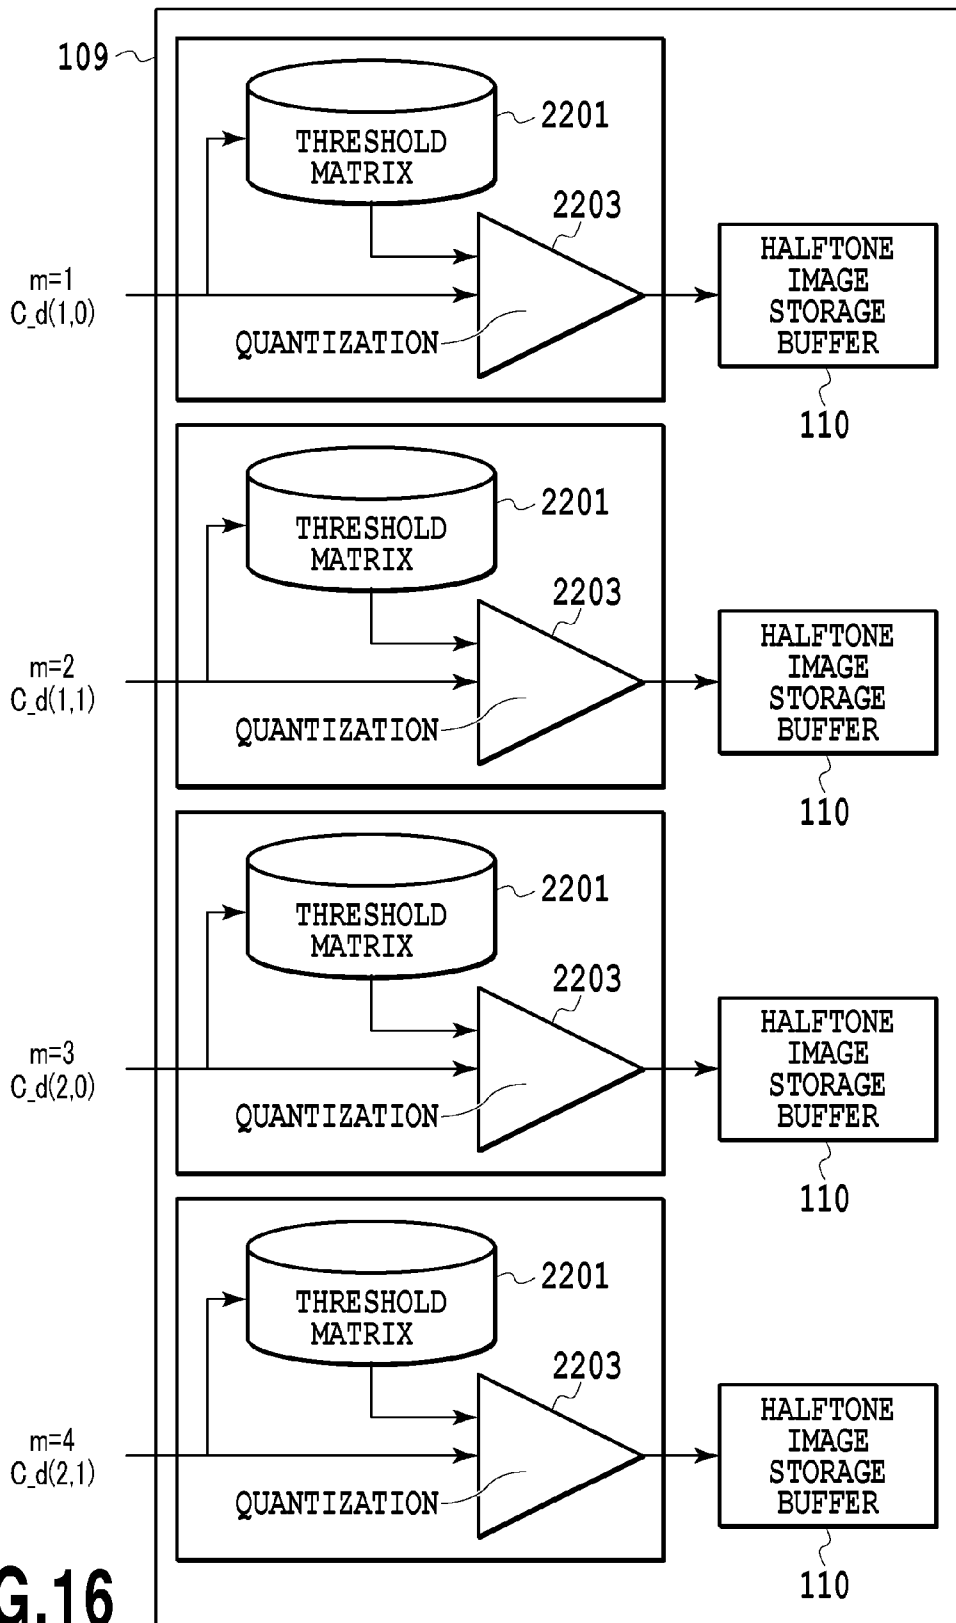 109
2201
THRESHOLD
MATRIX
2203
m=1
C_d(1,0)
QUANTIZATION
HALFTONE
IMAGE
STORAGE
BUFFER
110
2201
THRESHOLD
MATRIX
2203
m=2
C_d(1,1)
QUANTIZATION
HALFTONE
IMAGE
STORAGE
BUFFER
110
2201
THRESHOLD
MATRIX
2203
m=3
C_d(2,0)
QUANTIZATION
HALFTONE
IMAGE
STORAGE
BUFFER
110
2201
THRESHOLD
MATRIX
2203
m=4
C_d(2,1)
QUANTIZATION
HALFTONE
IMAGE
STORAGE
BUFFER
110
G.16